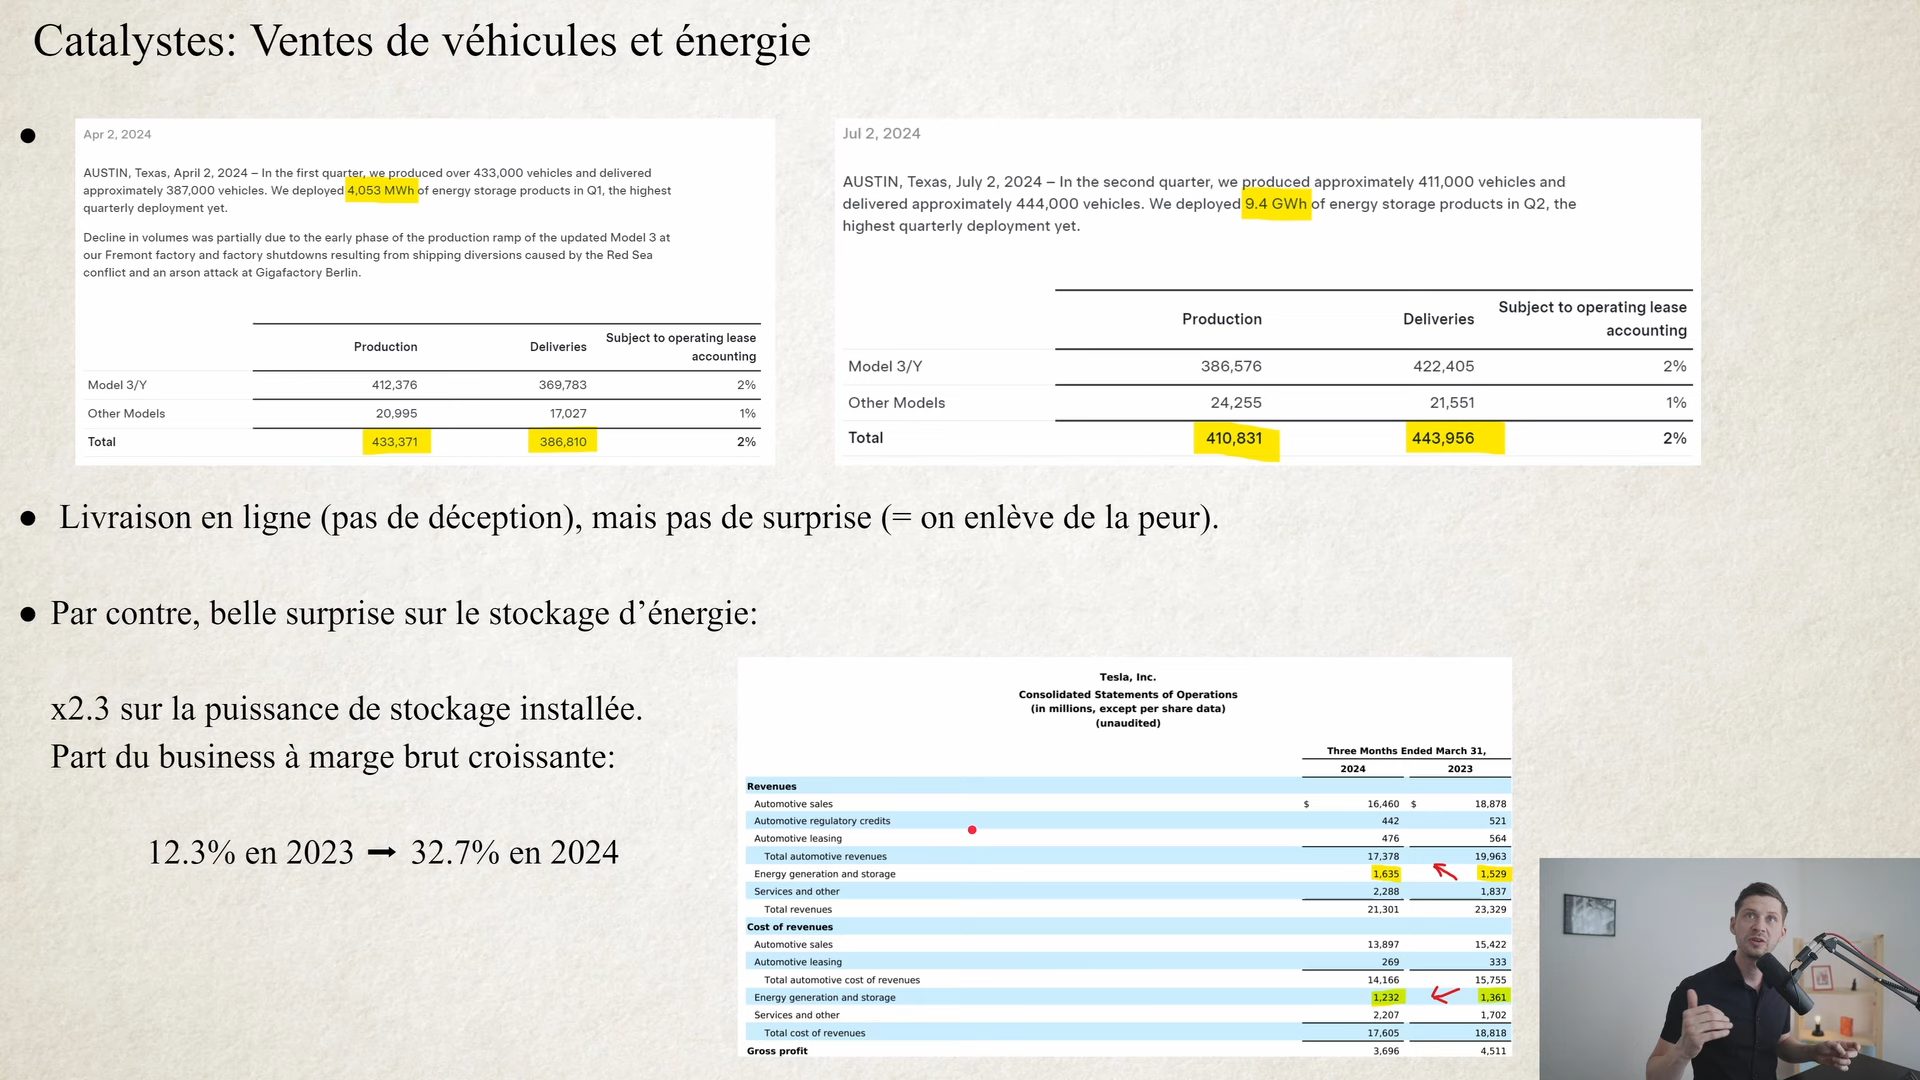 Catalystes: Ventes de véhicules et énergie
Apr 2, 2024
AUSTIN, Texas, April 2, 2024 – In the first quarter, we produced over 433,000 vehicles and delivered
approximately 387,000 vehicles. We deployed 4,053 MWh of energy storage products in Q1, the highest
quarterly deployment yet.
Decline in volumes was partially due to the early phase of the production ramp of the updated Model 3 at
our Fremont factory and factory shutdowns resulting from shipping diversions caused by the Red Sea
conflict and an arson attack at Gigafactory Berlin.
Production Deliveries Subject to operating lease
accounting
Model 3/Y 412,376 369,783 2%
Other Models 20,995 17,027 1%
Total 433,371 386,810 2%
Jul 2, 2024
AUSTIN, Texas, July 2, 2024 – In the second quarter, we produced approximately 411,000 vehicles and
delivered approximately 444,000 vehicles. We deployed 9.4 GWh of energy storage products in Q2, the
highest quarterly deployment yet.
Production Deliveries Subject to operating lease
accounting
Model 3/Y 386,576 422,405 2%
Other Models 24,255 21,551 1%
Total 410,831 443,956 2%
● Livraison en ligne (pas de déception), mais pas de surprise (= on enlève de la peur).
● Par contre, belle surprise sur le stockage d’énergie:
x2.3 sur la puissance de stockage installée.
Part du business à marge brut croissante:
12.3% en 2023 ➞ 32.7% en 2024
Tesla, Inc.
Consolidated Statements of Operations
(in millions, except per share data)
(unaudited)
Three Months Ended March 31,
2024 2023
Revenues
Automotive sales $ 16,460 $ 18,878
Automotive regulatory credits 442 521
Automotive leasing 476 564
Total automotive revenues 17,378 19,963
Energy generation and storage 1,635 1,529
Services and other 2,288 1,837
Total revenues 21,301 23,329
Cost of revenues
Automotive sales 13,897 15,422
Automotive leasing 269 333
Total automotive cost of revenues 14,166 15,755
Energy generation and storage 1,232 1,361
Services and other 2,207 1,702
Total cost of revenues 17,605 18,818
Gross profit 3,696 4,511